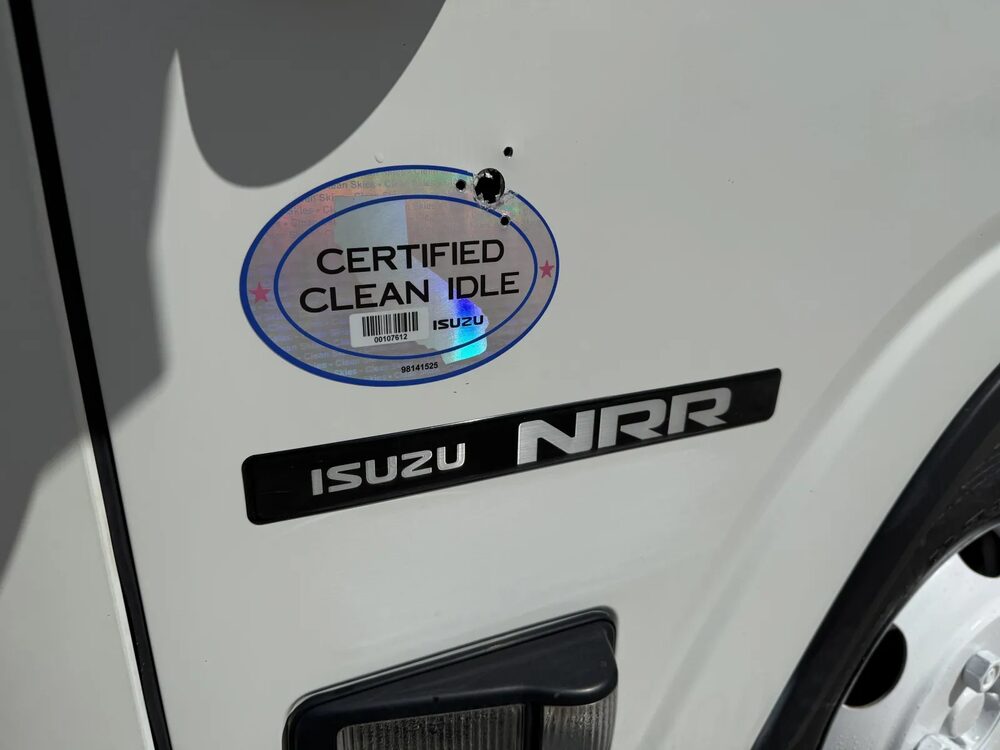 CERTIFIED
CLEAN IDLE
ISUZU
00107612
98141525
ISUZU NRR